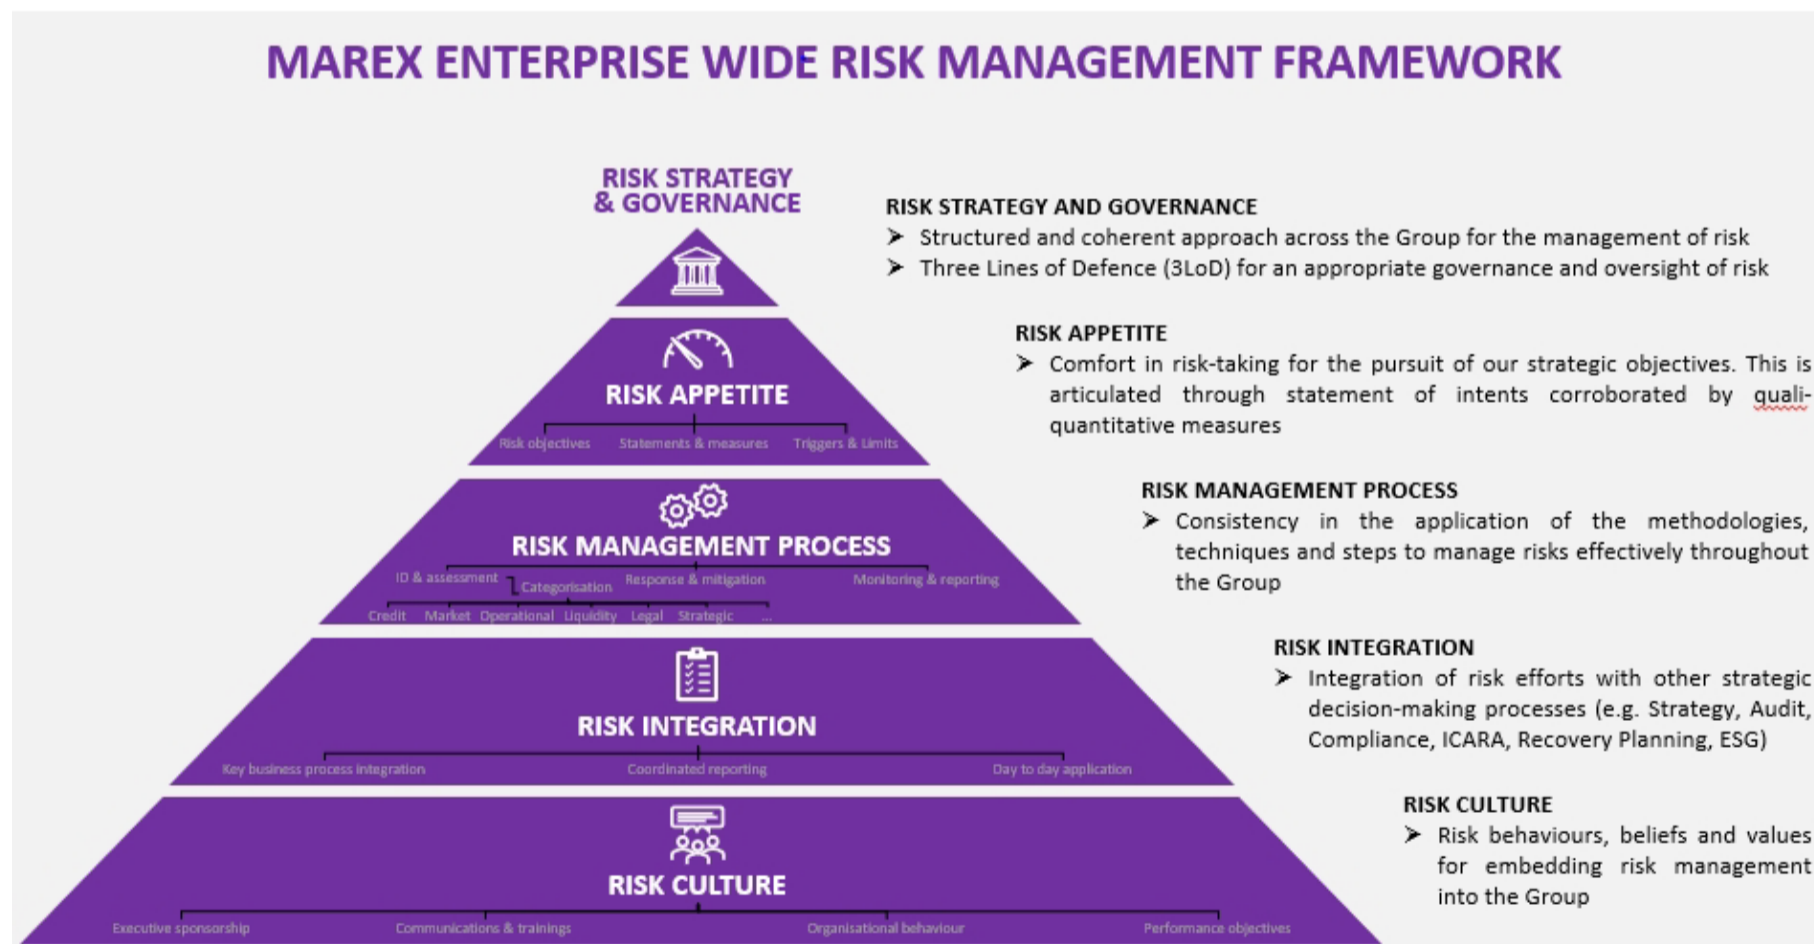 MAREX ENTERPRISE WIDE RISK MANAGEMENT FRAMEWORK
RISK STRATEGY
& GOVERNANCE
RISK STRATEGY AND GOVERNANCE
➤ Structured and coherent approach across the Group for the management of risk
➤ Three Lines of Defence (3LoD) for an appropriate governance and oversight of risk
RISK APPETITE
Risk objectives Statements & measures Triggers & Limits
RISK APPETITE
➤ Comfort in risk-taking for the pursuit of our strategic objectives. This is
articulated through statement of intents corroborated by quali-
quantitative measures
RISK MANAGEMENT PROCESS
ID & assessment Categorisation Response & mitigation Monitoring & reporting
Credit Market Operational Liquidity Legal Strategic ...
RISK MANAGEMENT PROCESS
➤ Consistency in the application of the methodologies,
techniques and steps to manage risks effectively throughout
the Group
RISK INTEGRATION
Key business process integration Coordinated reporting Day to day application
RISK INTEGRATION
➤ Integration of risk efforts with other strategic
decision-making processes (e.g. Strategy, Audit,
Compliance, ICARA, Recovery Planning, ESG)
RISK CULTURE
Executive sponsorship Communications & trainings Organisational behaviour Performance objectives
RISK CULTURE
➤ Risk behaviours, beliefs and values
for embedding risk management
into the Group